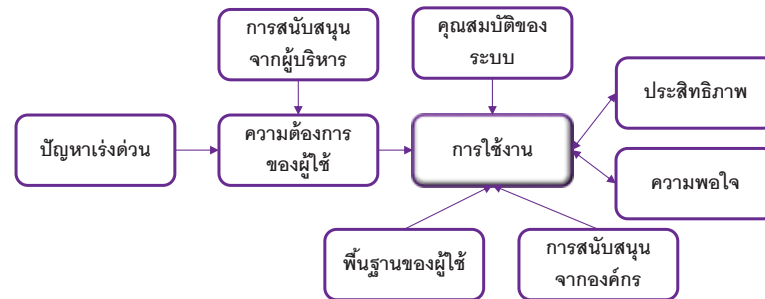 การสนับสนุน
จากผู้บริหาร
คุณสมบัติของ
ระบบ
ประสิทธิภาพ
ปัญหาเร่งด่วน
ความต้องการ
ของผู้ใช้
การใช้งาน
ความพอใจ
พื้นฐานของผู้ใช้
การสนับสนุน
จากองค์กร